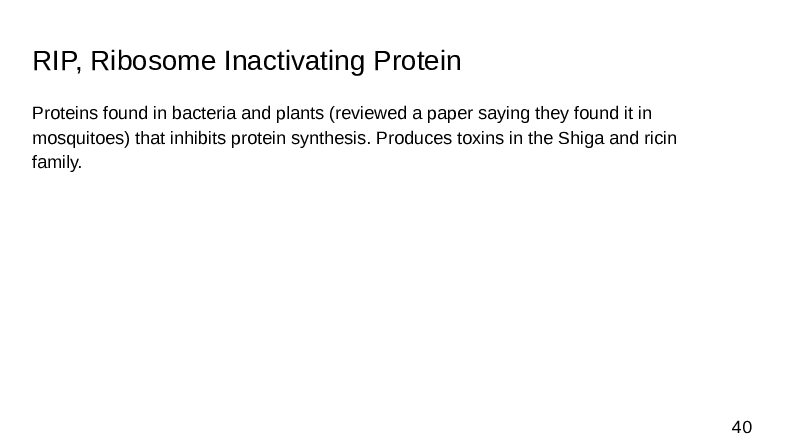 RIP, Ribosome Inactivating Protein
Proteins found in bacteria and plants (reviewed a paper saying they found it in
mosquitoes) that inhibits protein synthesis. Produces toxins in the Shiga and ricin
family.
40